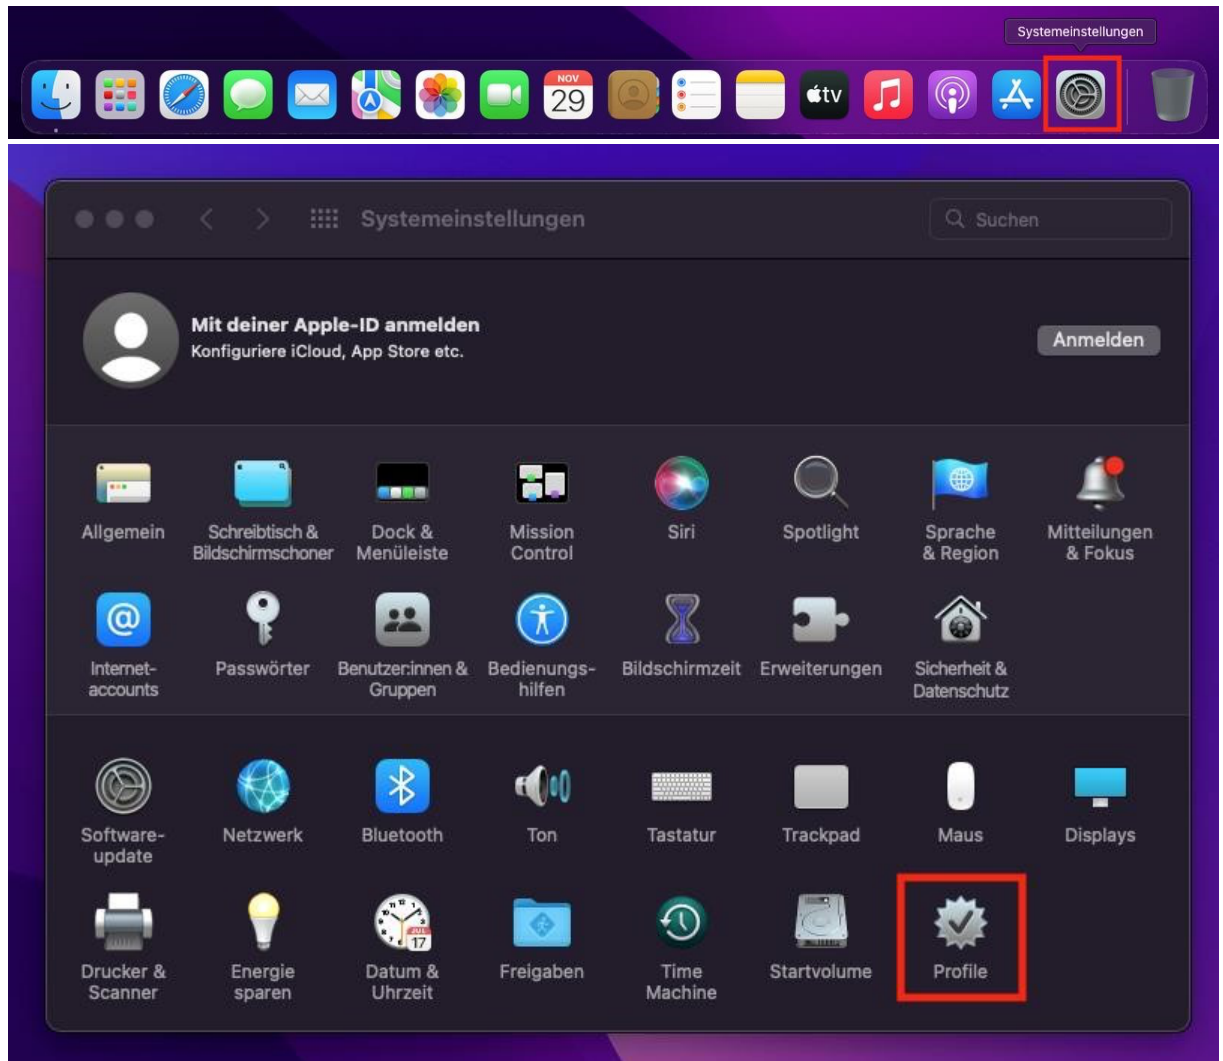 Systemeinstellungen
NOV
29
tv
Systemeinstellungen
Suchen
Mit deiner Apple-ID anmelden
Konfiguriere iCloud, App Store etc.
Anmelden
Allgemein
Schreibtisch &
Bildschirmschoner
Dock &
Menüleiste
Mission
Control
Siri
Spotlight
Sprache
& Region
Mitteilungen
& Fokus
Internet-
accounts
Passwörter
Benutzer:innen &
Gruppen
Bedienungs-
hilfen
Bildschirmzeit
Erweiterungen
Sicherheit &
Datenschutz
Software-
update
Netzwerk
Bluetooth
Ton
Tastatur
Trackpad
Maus
Displays
Drucker &
Scanner
Energie
sparen
JUL
17
Datum &
Uhrzeit
Freigaben
Time
Machine
Startvolume
Profile